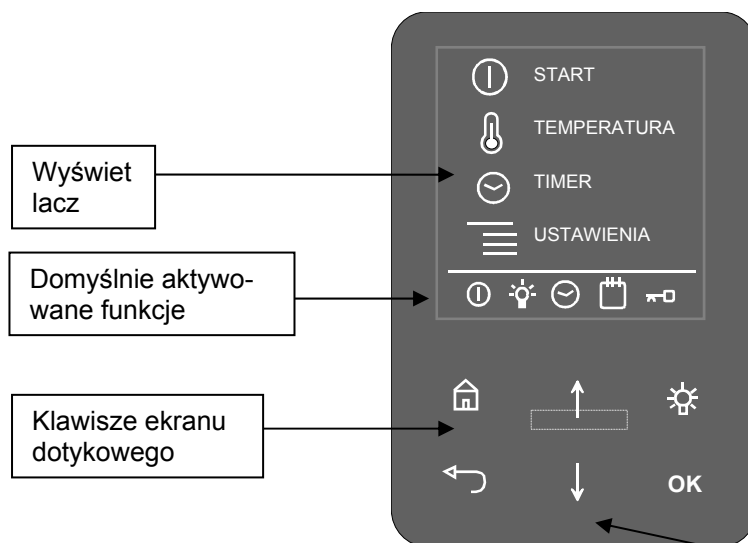 START
TEMPERATURA
TIMER
USTAWIENIA
Wyświet
lacz
Domyślnie aktywo-
wane funkcje
Klawisze ekranu
dotykowego
OK